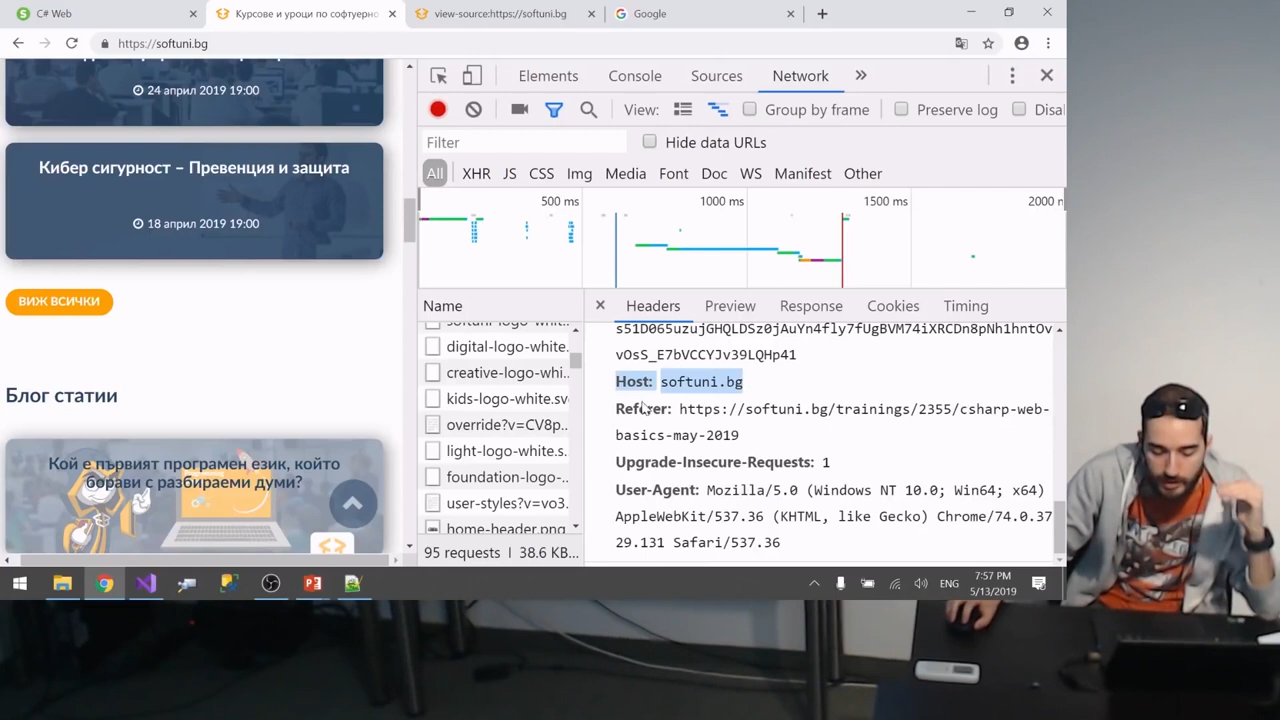 C# Web
Курсове и уроци по софтуерно
view-source:https://softuni.bg
Google
https://softuni.bg
24 април 2019 19:00
Кибер сигурност – Превенция и защита
18 април 2019 19:00
ВИЖ ВСИЧКИ
Блог статии
Кой е първият програмен език, който
борави с разбираеми думи?
Elements Console Sources Network
View: Group by frame Preserve log
Filter Hide data URLs
All XHR JS CSS Img Media Font Doc WS Manifest Other
500 ms 1000 ms 1500 ms
Name
digital-logo-white.
creative-logo-whi...
kids-logo-white.sv
override?v=CV8p..
light-logo-white.s.
foundation-logo-
user-styles?v=vo3.
home-header.png
95 requests | 38.6 KB...
Headers Preview Response Cookies Timing
s51D065uzujGHQLDSz0jAuYn4fly7fUgBVM74iXRCDn8pNh1hntOv
vOsS_E7bVCCYJv39LQHp41
Host: softuni.bg
Referer: https://softuni.bg/trainings/2355/csharp-web-
basics-may-2019
Upgrade-Insecure-Requests: 1
User-Agent: Mozilla/5.0 (Windows NT 10.0; Win64; x64)
AppleWebKit/537.36 (KHTML, like Gecko) Chrome/74.0.37
29.131 Safari/537.36
ENG
7:57 PM
5/13/2019